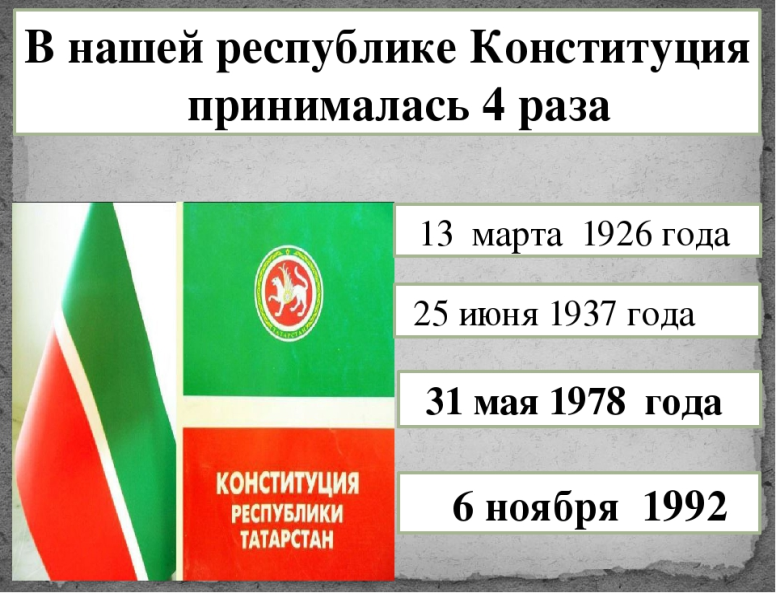 В нашей республике Конституция
принималась 4 раза
13 марта 1926 года
25 июня 1937 года
31 мая 1978 года
6 ноября 1992
ТАТАРСТАН
КОНСТИТУЦИЯ
РЕСПУБЛИКИ
ТАТАРСТАН